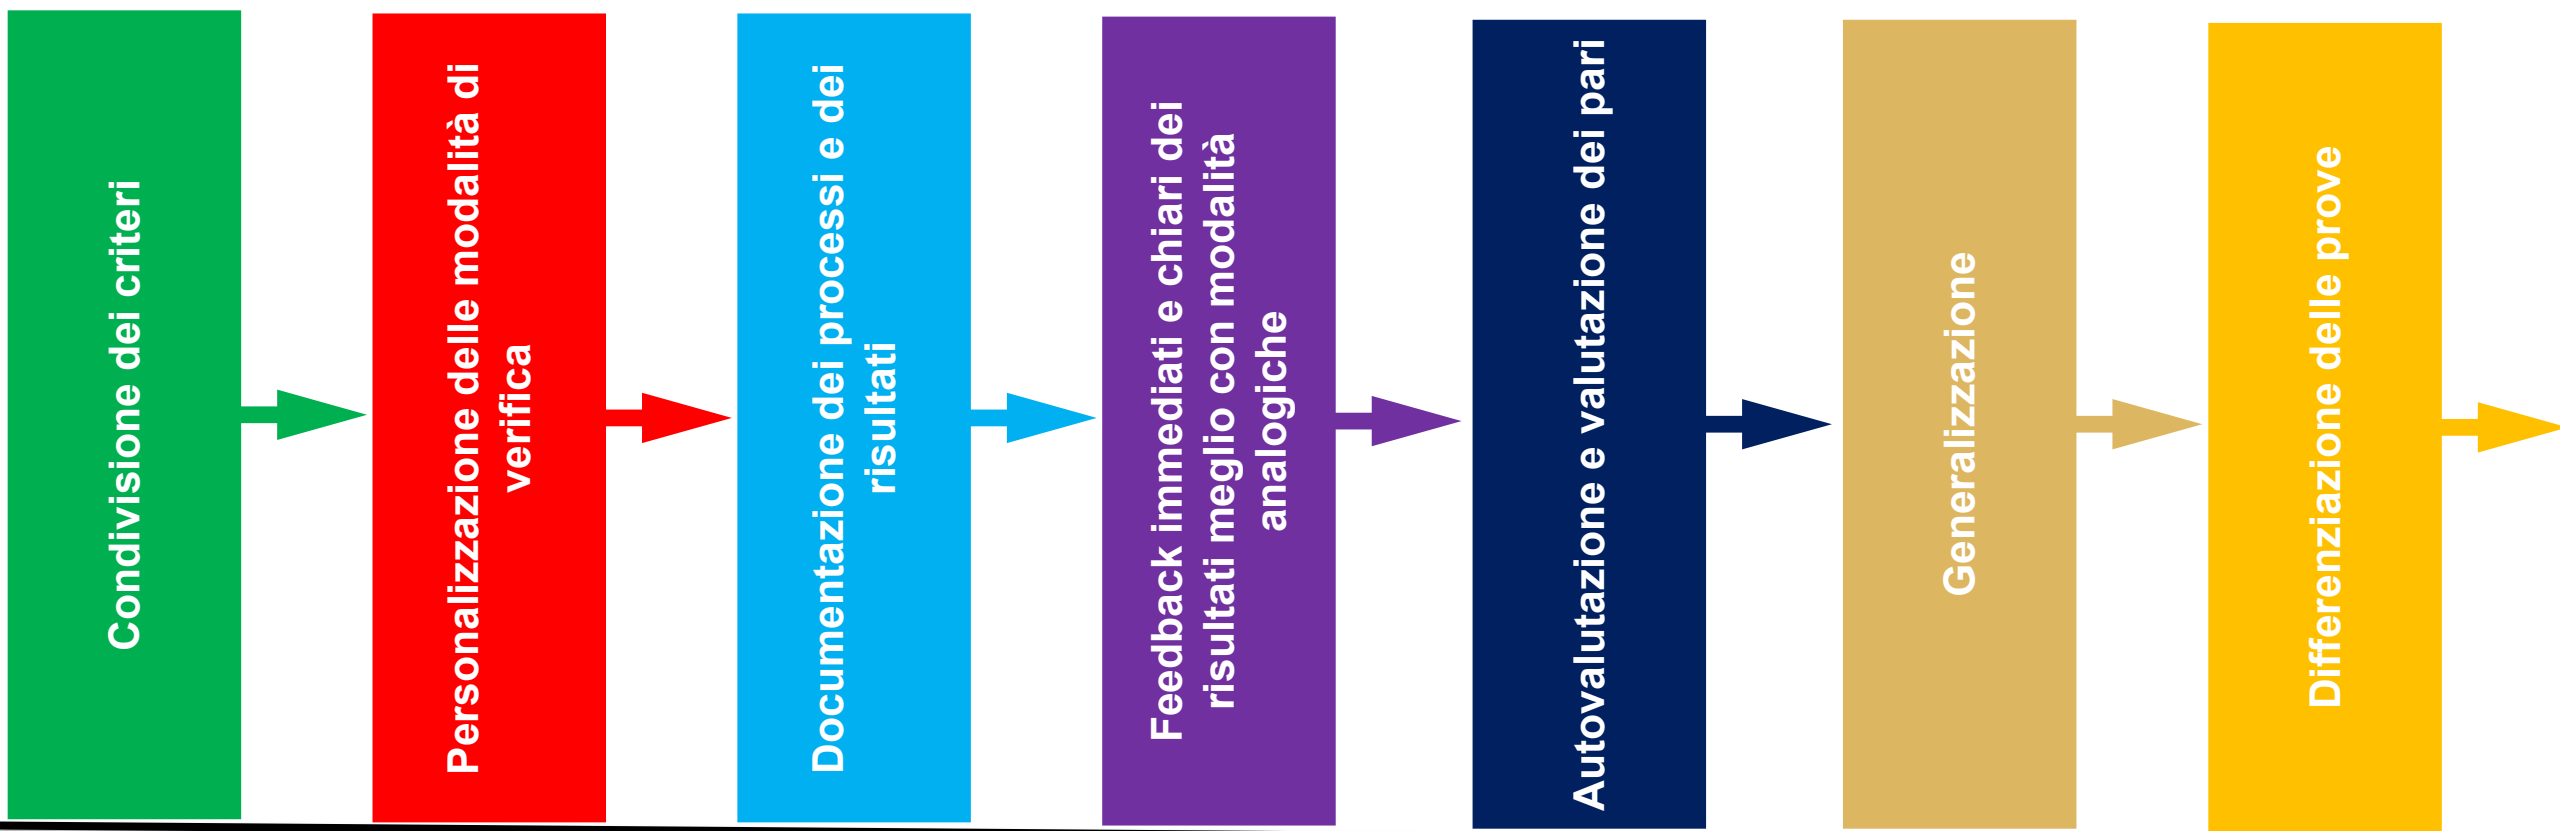 Condivisione dei criteri
Personalizzazione delle modalità di
verifica
Documentazione dei processi e dei
risultati
Feedback immediati e chiari dei
risultati meglio con modalità
analogiche
Autovalutazione e valutazione dei pari
Generalizzazione
Differenziazione delle prove